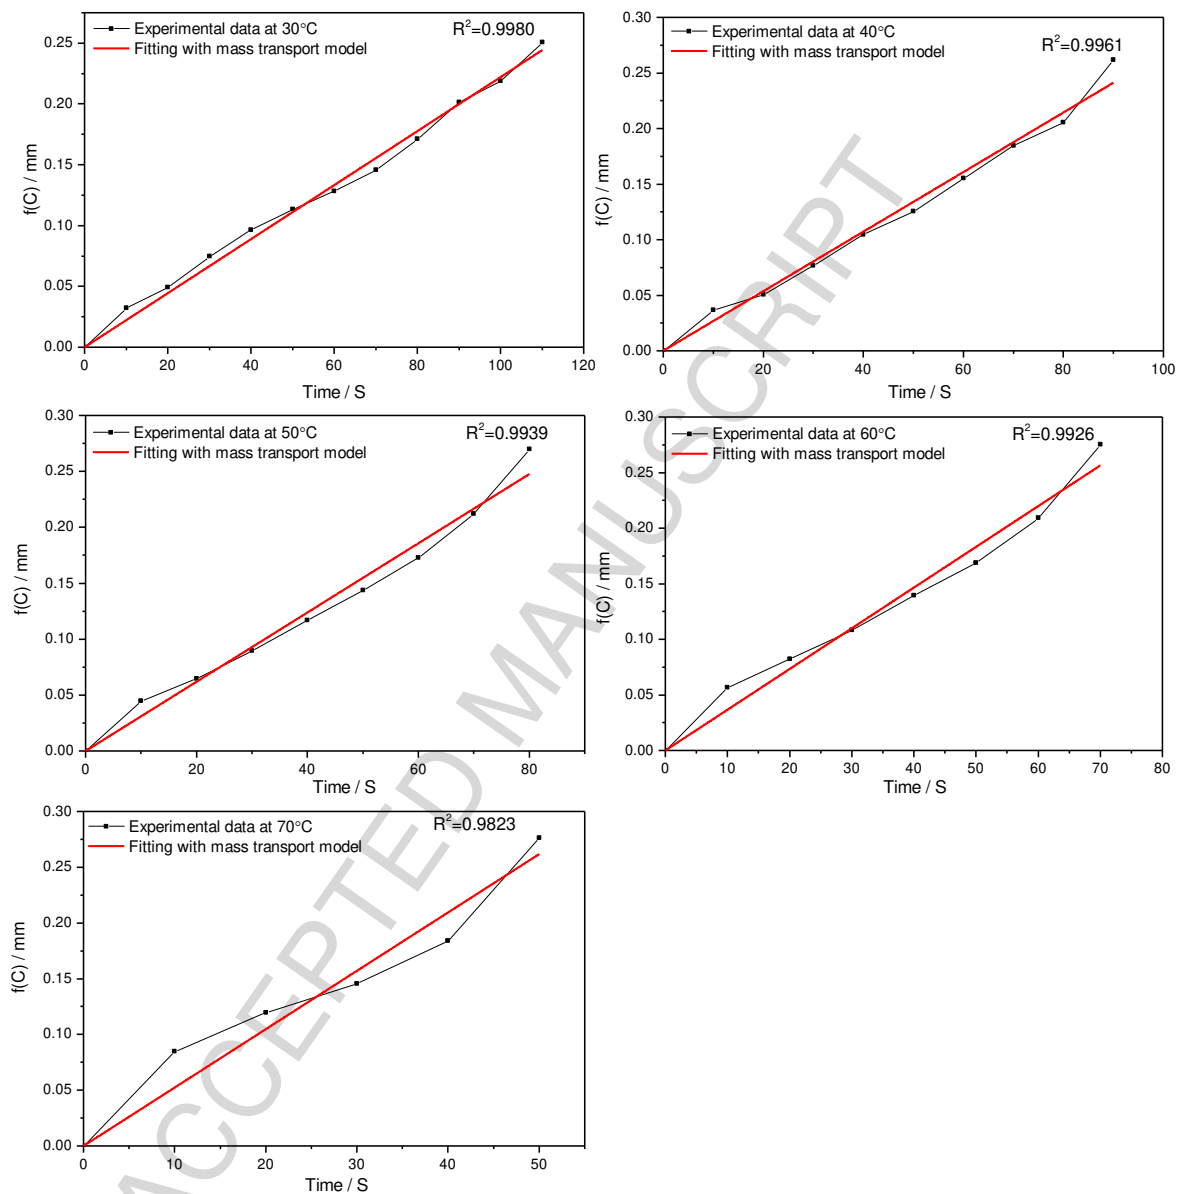 Experimental data at 30°C
Fitting with mass transport model
R²=0.9980
0.25
0.20
0.15
0.10
0.05
0.00
f(C) / mm
0 20 40 60 80 100 120
Time / S
Experimental data at 40°C
Fitting with mass transport model
R²=0.9961
0.30
0.25
0.20
0.15
0.10
0.05
0.00
f(C) / mm
0 20 40 60 80 100
Time / S
Experimental data at 50°C
Fitting with mass transport model
R²=0.9939
0.30
0.25
0.20
0.15
0.10
0.05
0.00
f(C) / mm
0 20 40 60 80
Time / S
Experimental data at 60°C
Fitting with mass transport model
R²=0.9926
0.30
0.25
0.20
0.15
0.10
0.05
0.00
f(C) / mm
0 10 20 30 40 50 60 70 80
Time / S
Experimental data at 70°C
Fitting with mass transport model
R²=0.9823
0.30
0.25
0.20
0.15
0.10
0.05
0.00
f(C) / mm
0 10 20 30 40 50
Time / S
ACCEPTED MANUSCRIPT